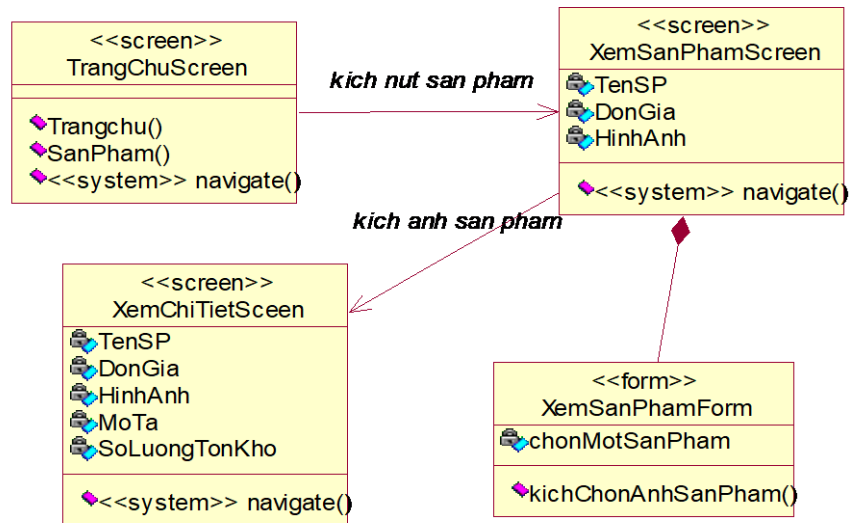 <<screen>>
TrangChuScreen
Trangchu()
SanPham()
<<system>> navigate()
kich nut san pham
<<screen>>
XemSanPhamScreen
TenSP
DonGia
HinhAnh
<<system>> navigate()
kich anh san pham
<<screen>>
XemChiTietSceen
TenSP
DonGia
HinhAnh
MoTa
SoLuongTonKho
<<system>> navigate()
<<form>>
XemSanPhamForm
chonMotSanPham
kichChonAnhSanPham()